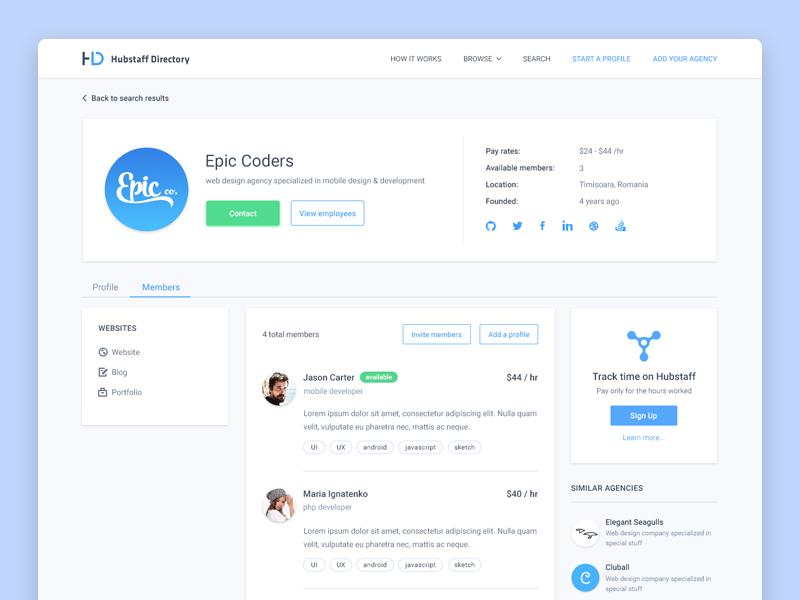 HD Hubstaff Directory
HOW IT WORKS
BROWSE
SEARCH
START A PROFILE
ADD YOUR AGENCY
Back to search results
Epic co.
Epic Coders
web design agency specialized in mobile design & development
Contact
View employees
Pay rates: $24 - $44 /hr
Available members: 3
Location: Timisoara, Romania
Founded: 4 years ago
Profile
Members
WEBSITES
Website
Blog
Portfolio
4 total members
Invite members
Add a profile
Jason Carter available $44 / hr
mobile developer
Lorem ipsum dolor sit amet, consectetur adipiscing elit. Nulla quam
velit, vulputate eu pharetra nec, mattis ac neque.
UI UX android javascript sketch
Maria Ignatenko $40 / hr
php developer
Lorem ipsum dolor sit amet, consectetur adipiscing elit. Nulla quam
velit, vulputate eu pharetra nec, mattis ac neque.
UI UX android javascript sketch
Track time on Hubstaff
Pay only for the hours worked
Sign Up
Learn more...
SIMILAR AGENCIES
Elegant Seagulls
Web design company specialized in
special stuff
C
Cluball
Web design company specialized in
special stuff